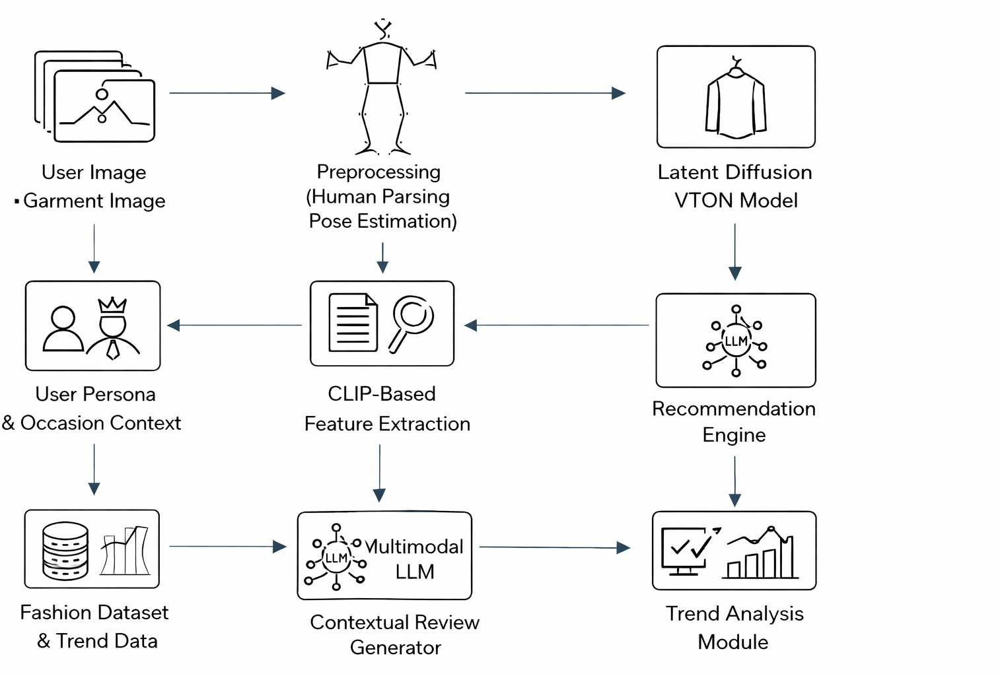 User Image
▪ Garment Image
Preprocessing
(Human Parsing
Pose Estimation)
Latent Diffusion
VTON Model
User Persona
& Occasion Context
CLIP-Based
Feature Extraction
LLM
Recommendation
Engine
Fashion Dataset
& Trend Data
LLM
Multimodal
LLM
Contextual Review
Generator
Trend Analysis
Module